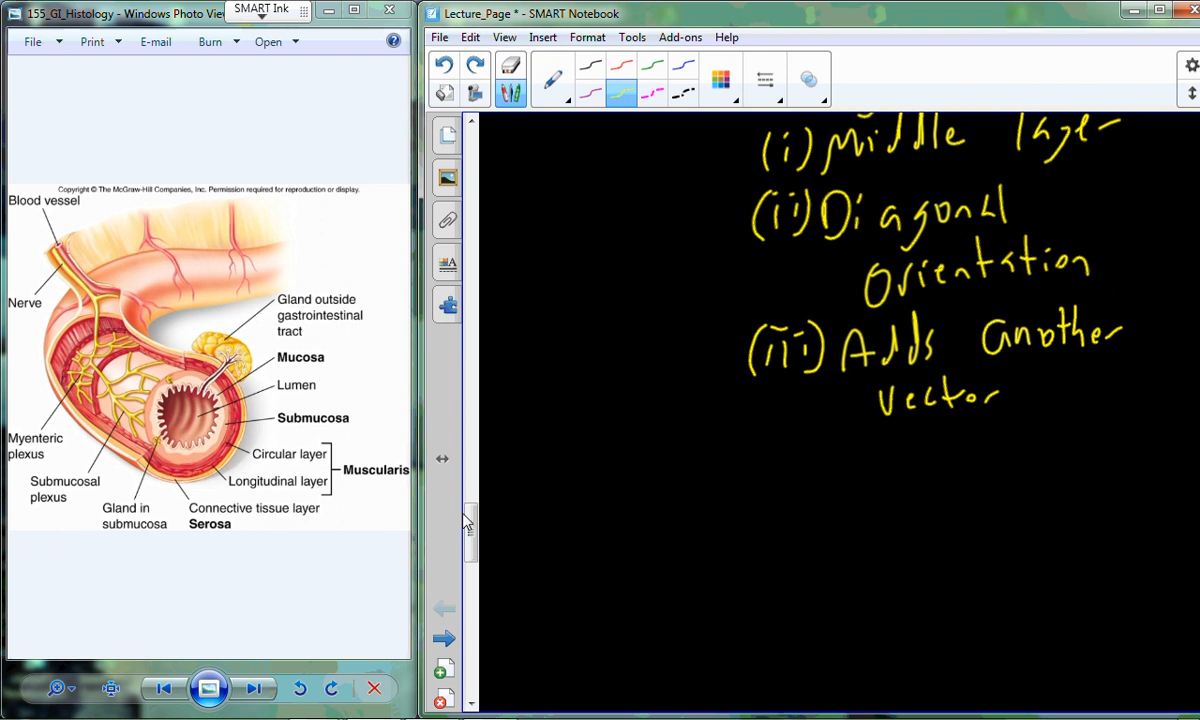 155_GI_Histology - Windows Photo View
SMART Ink
File Print E-mail Burn Open
Copyright © The McGraw-Hill Companies, Inc. Permission required for reproduction or display.
Blood vessel
Nerve
Gland outside
gastrointestinal
tract
Mucosa
Lumen
Submucosa
Circular layer
Muscularis
Longitudinal layer
Myenteric
plexus
Submucosal
plexus
Gland in
submucosa
Connective tissue layer
Serosa
Lecture_Page * - SMART Notebook
File Edit View Insert Format Tools Add-ons Help
(i) Middle layer
(ii) Diagonal
Orientation
(iii) Adds another
vector